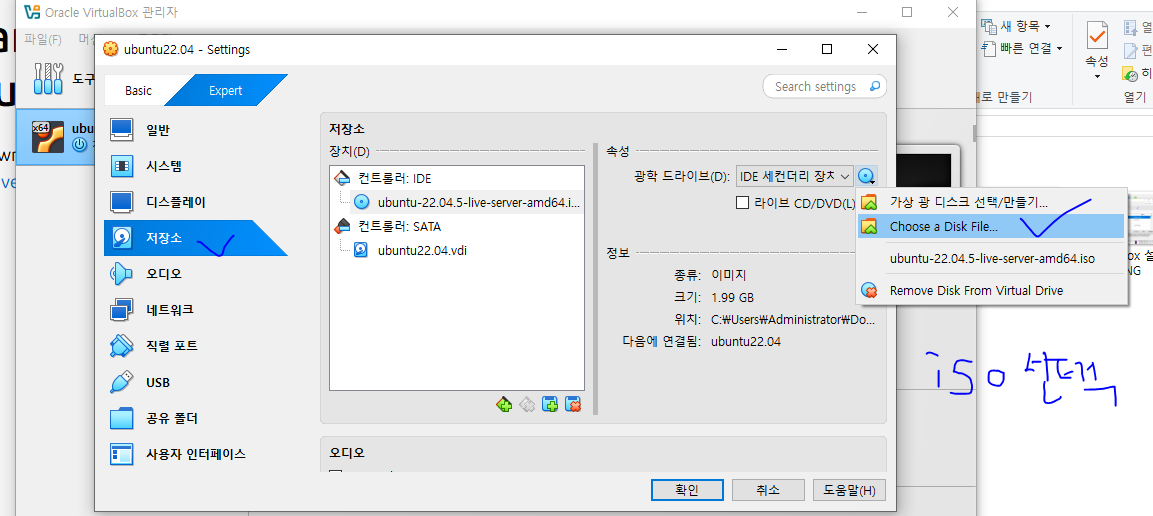 Oracle VirtualBox 관리자
파일(F)
도구
ubuntu22.04 - Settings
Basic
Expert
Search settings
일반
시스템
디스플레이
저장소
오디오
네트워크
직렬 포트
USB
공유 폴더
사용자 인터페이스
저장소
장치(D)
컨트롤러: IDE
ubuntu-22.04.5-live-server-amd64.i...
컨트롤러: SATA
ubuntu22.04.vdi
속성
광학 드라이브(D):
IDE 세컨더리 장치
라이브 CD/DVD(L)
정보
종류: 이미지
크기: 1.99 GB
위치: C:₩Users₩Administrator₩Do...
다음에 연결됨: ubuntu22.04
가상 광 디스크 선택/만들기...
Choose a Disk File...
ubuntu-22.04.5-live-server-amd64.iso
Remove Disk From Virtual Drive
오디오
확인
취소
도움말(H)
새 항목
빠른 연결
속성
열기
x64
iso 선택